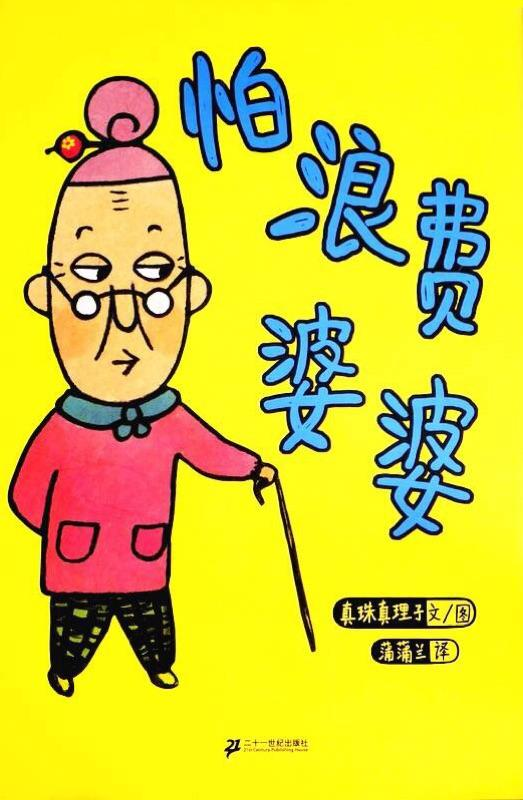 怕浪费
婆婆
真珠真理子 文/图
蒲蒲兰 译
21 二十一世纪出版社
21st Century Publishing House